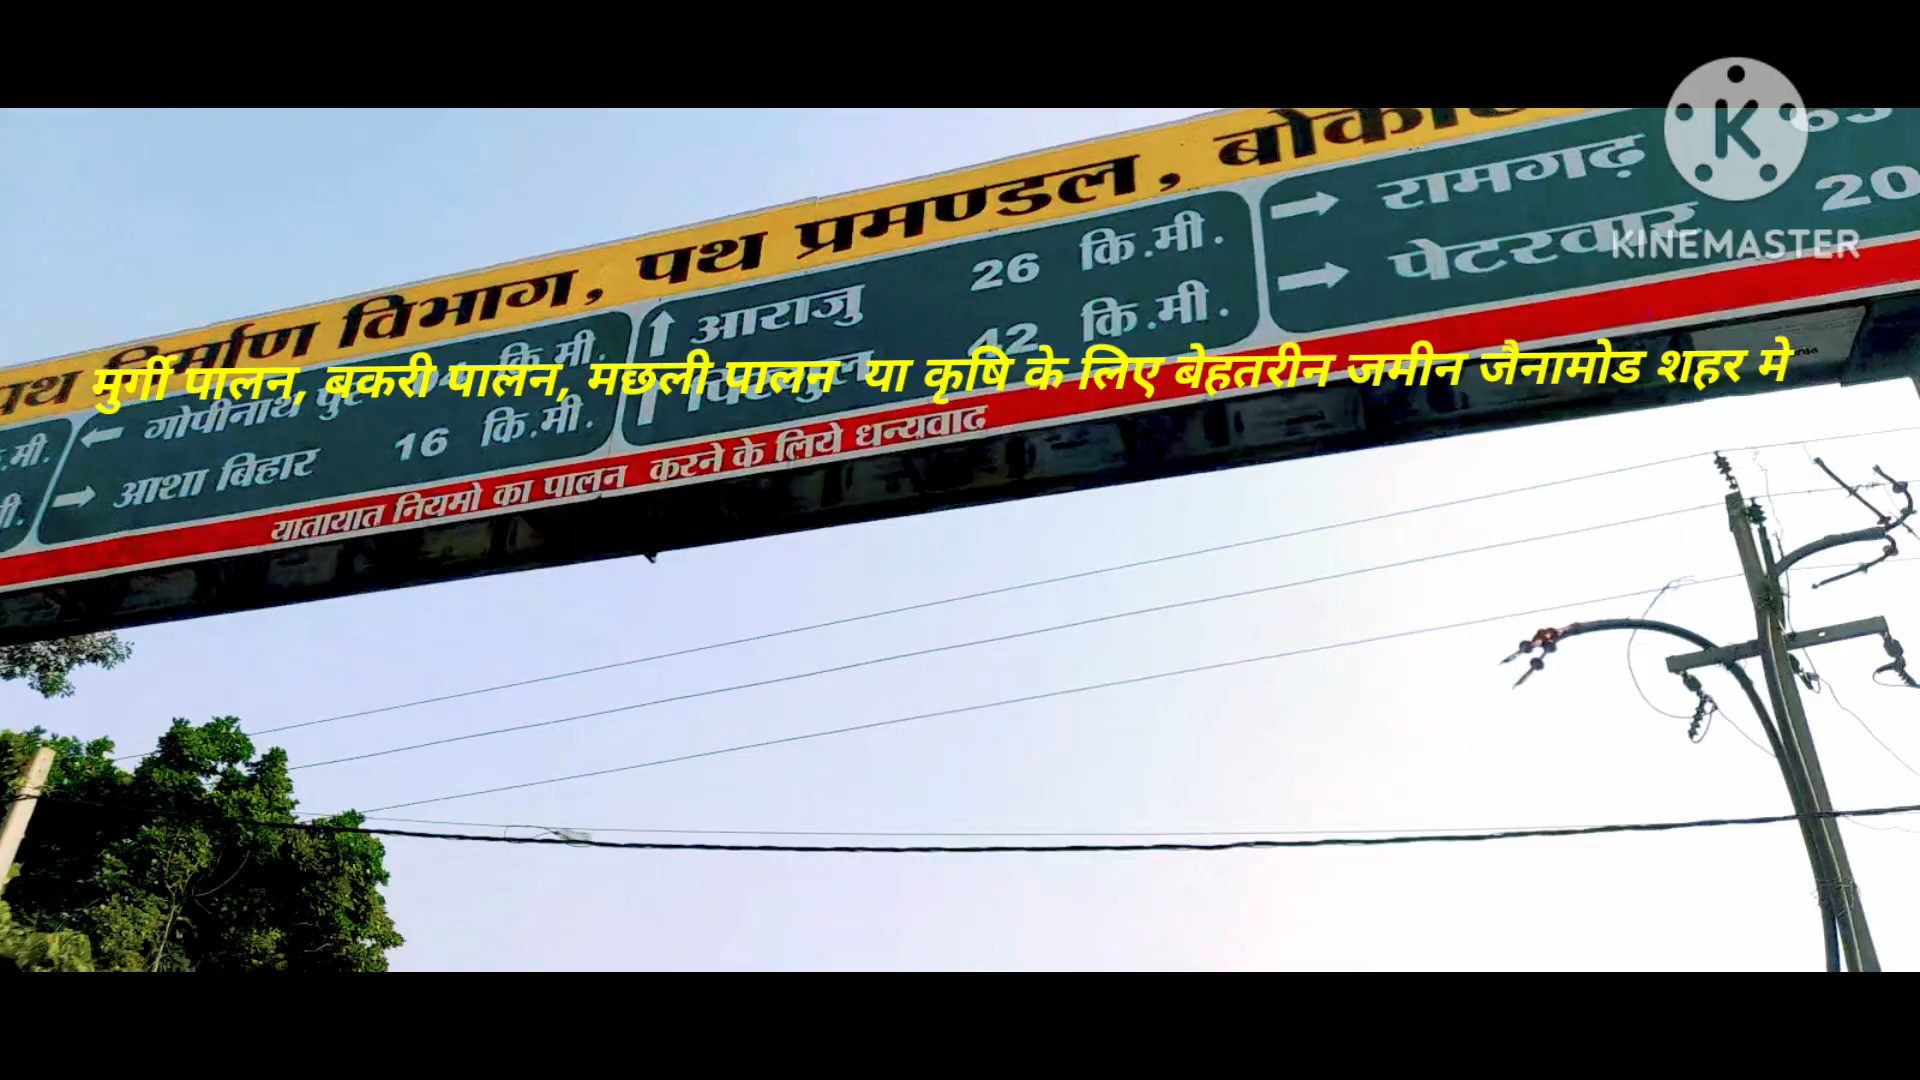 पथ निर्माण विभाग, पथ प्रमण्डल,
रामगढ़
पेटरवार 20
आराजु 26 कि.मी.
42 कि.मी.
कि.मी.
गोपीनाथ
आशा बिहार 16 कि.मी.
यातायात नियमो का पालन करने के लिये धन्यवाद
मुर्गी पालन, बकरी पालन, मछली पालन या कृषि के लिए बेहतरीन जमीन जैनामोड शहर मे
K
KINEMASTER